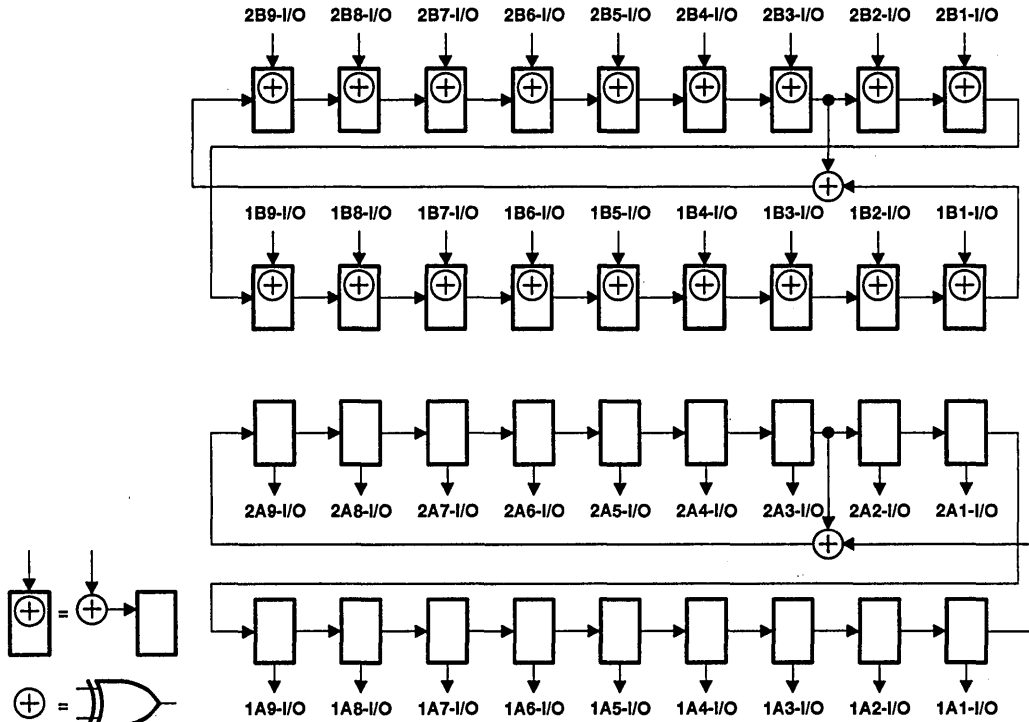 2B9-I/O 2B8-I/O 2B7-I/O 2B6-I/O 2B5-I/O 2B4-I/O 2B3-I/O 2B2-I/O 2B1-I/O
1B9-I/O 1B8-I/O 1B7-I/O 1B6-I/O 1B5-I/O 1B4-I/O 1B3-I/O 1B2-I/O 1B1-I/O
2A9-I/O 2A8-I/O 2A7-I/O 2A6-I/O 2A5-I/O 2A4-I/O 2A3-I/O 2A2-I/O 2A1-I/O
=
=
1A9-I/O 1A8-I/O 1A7-I/O 1A6-I/O 1A5-I/O 1A4-I/O 1A3-I/O 1A2-I/O 1A1-I/O